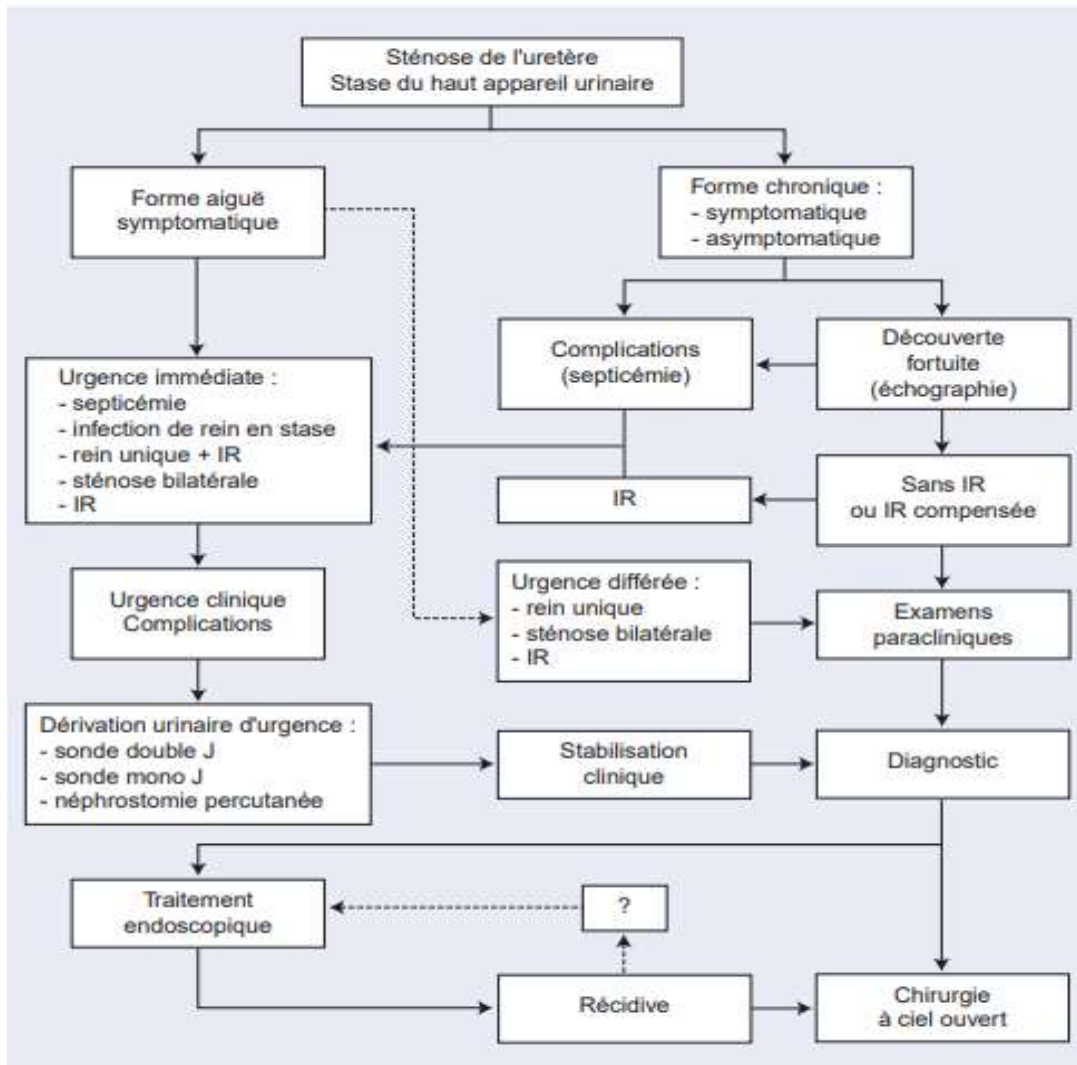 Sténose de l'uretère
Stase du haut appareil urinaire
Forme aiguë
symptomatique
Forme chronique :
- symptomatique
- asymptomatique
Complications
(septicémie)
Découverte
fortuite
(échographie)
Urgence immédiate :
- septicémie
- infection de rein en stase
- rein unique + IR
- sténose bilatérale
- IR
IR
Sans IR
ou IR compensée
Urgence clinique
Complications
Urgence différée :
- rein unique
- sténose bilatérale
- IR
Examens
paracliniques
Dérivation urinaire d'urgence :
- sonde double J
- sonde mono J
- néphrostomie percutanée
Stabilisation
clinique
Diagnostic
Traitement
endoscopique
?
Récidive
Chirurgie
à ciel ouvert